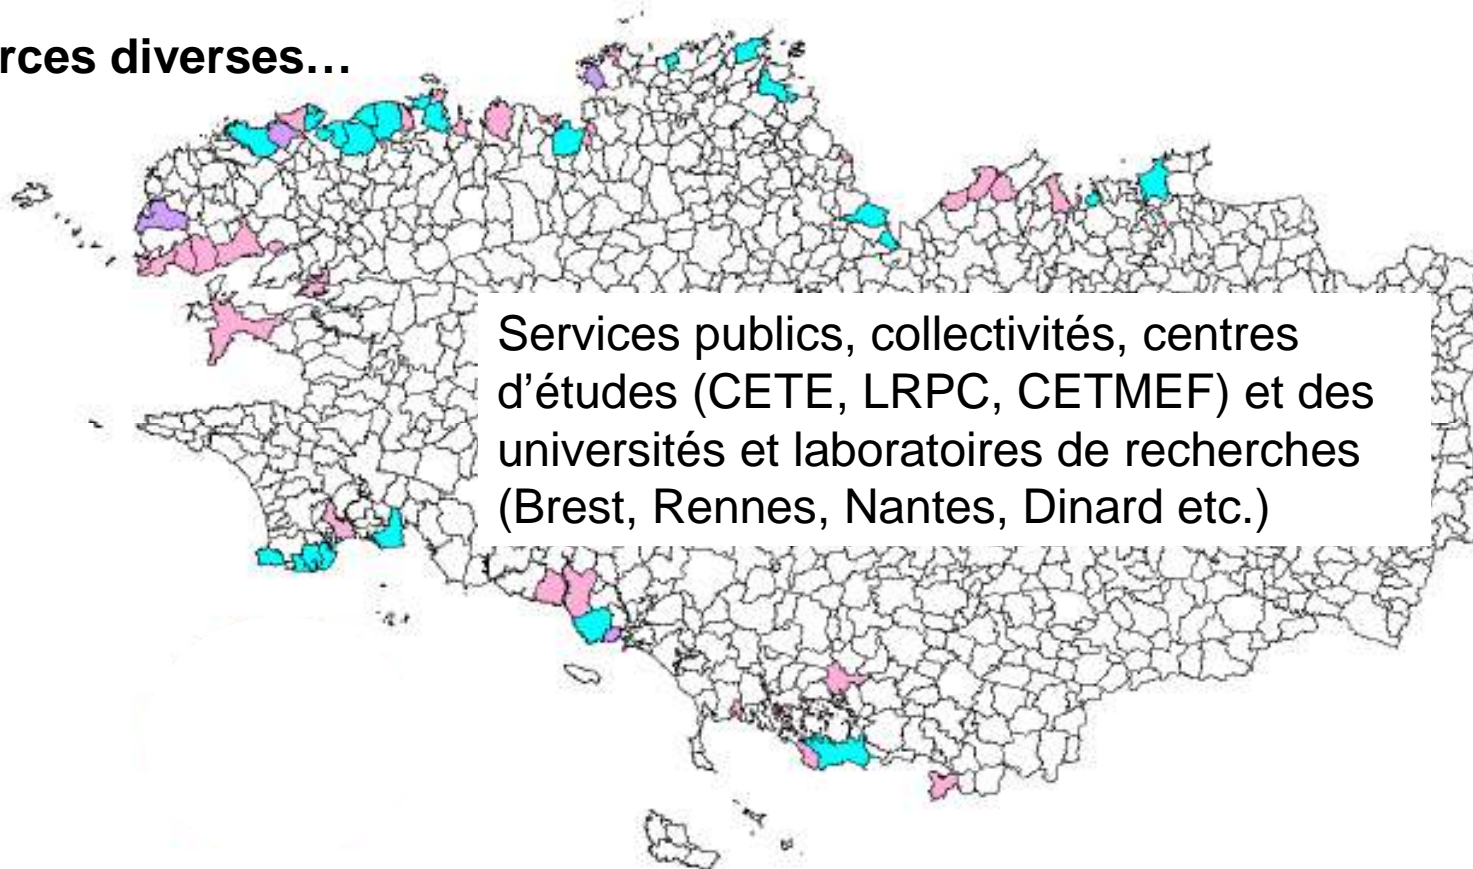 rces diverses…
Services publics, collectivités, centres
d’études (CETE, LRPC, CETMEF) et des
universités et laboratoires de recherches
(Brest, Rennes, Nantes, Dinard etc.)